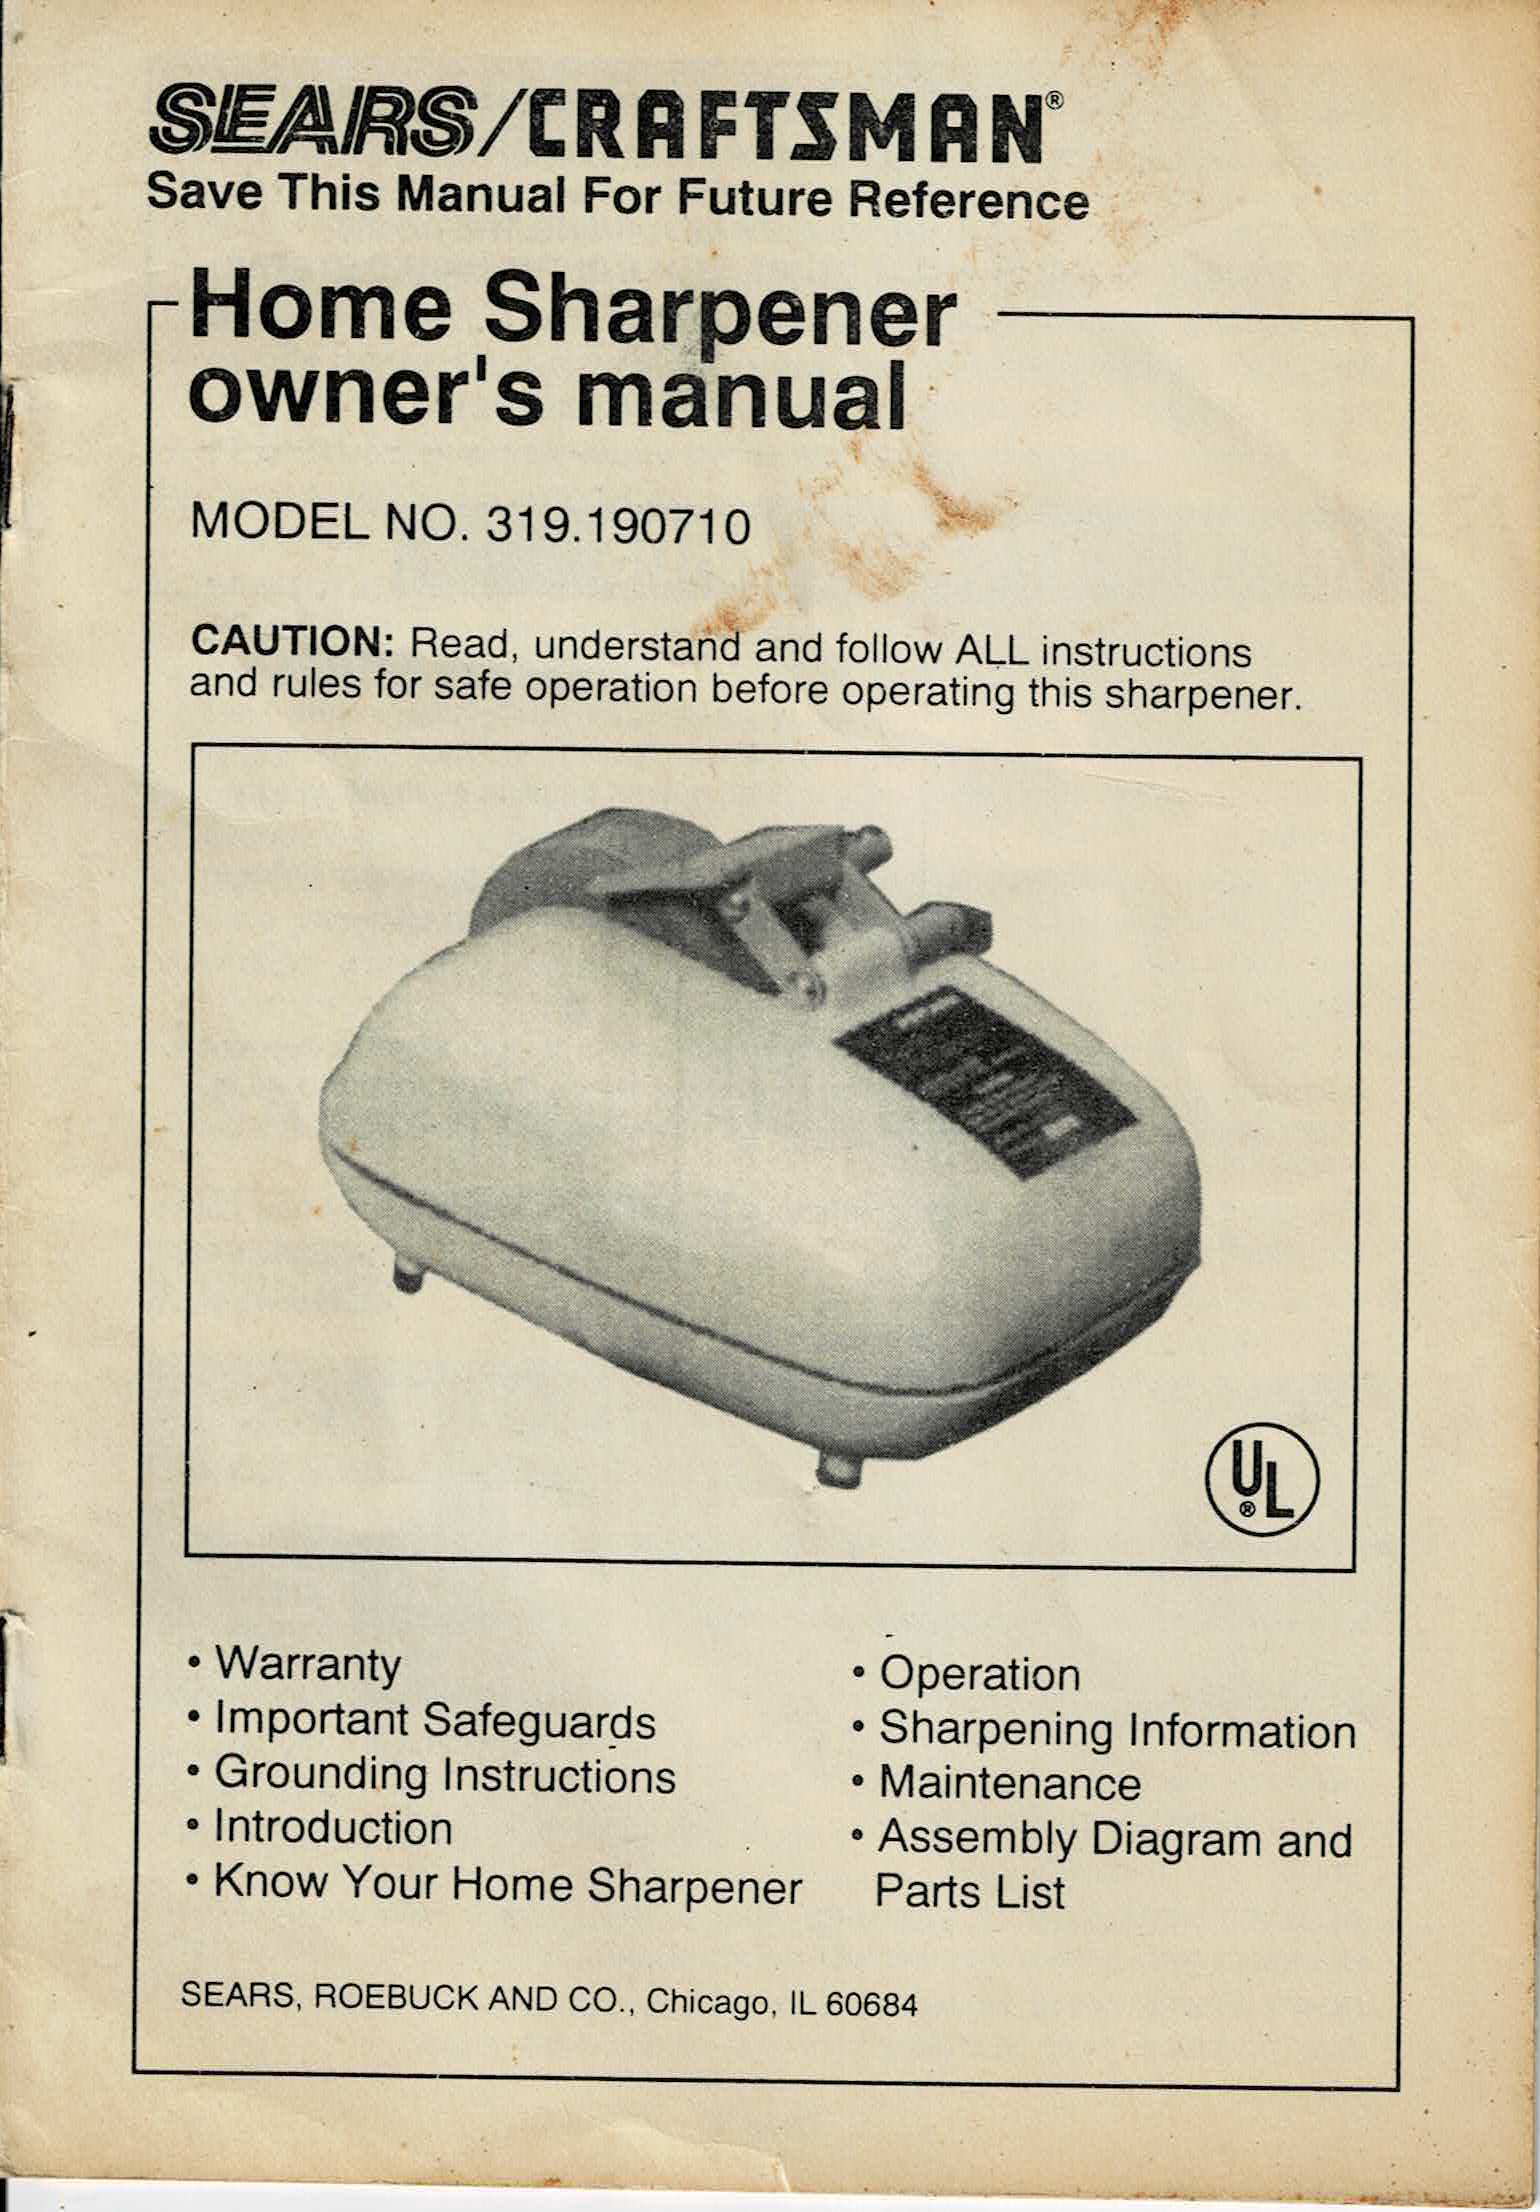 SEARS/CRAFTSMAN®
Save This Manual For Future Reference
Home Sharpener
owner's manual
MODEL NO. 319.190710
CAUTION: Read, understand and follow ALL instructions
and rules for safe operation before operating this sharpener.
UL®
• Warranty
• Important Safeguards
• Grounding Instructions
• Introduction
• Know Your Home Sharpener
• Operation
• Sharpening Information
• Maintenance
• Assembly Diagram and
Parts List
SEARS, ROEBUCK AND CO., Chicago, IL 60684